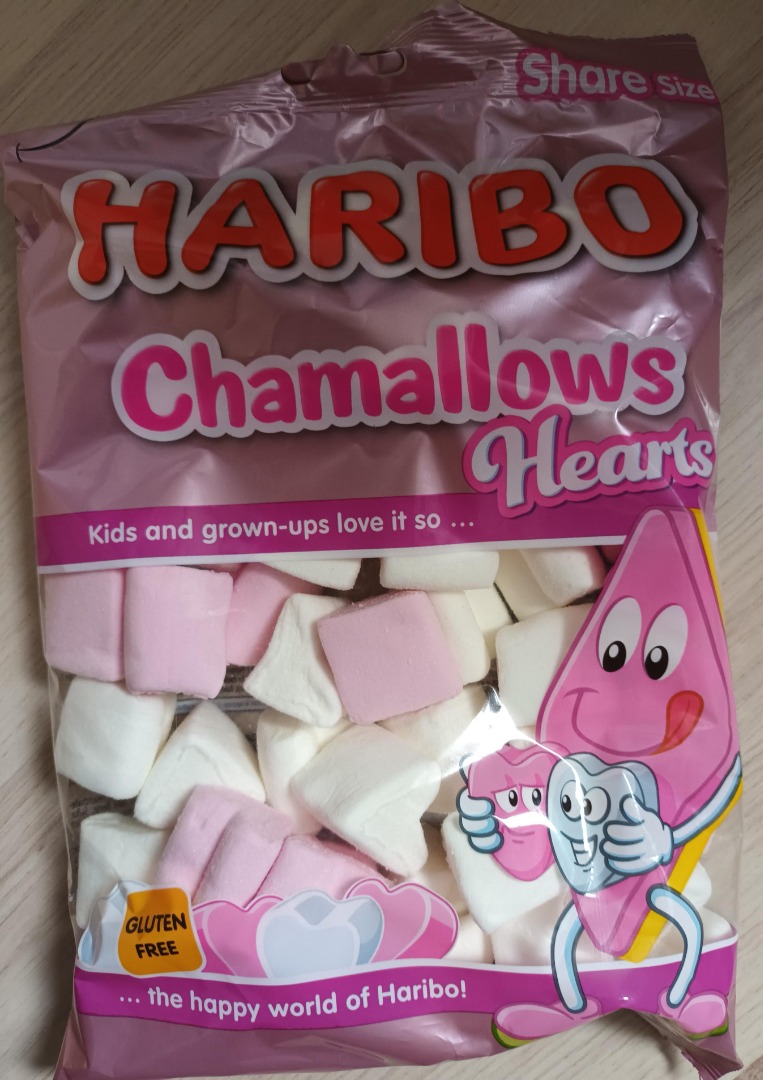 Share Size
HARIBO
Chamallows
Hearts
Kids and grown-ups love it so ...
GLUTEN
FREE
... the happy world of Haribo!